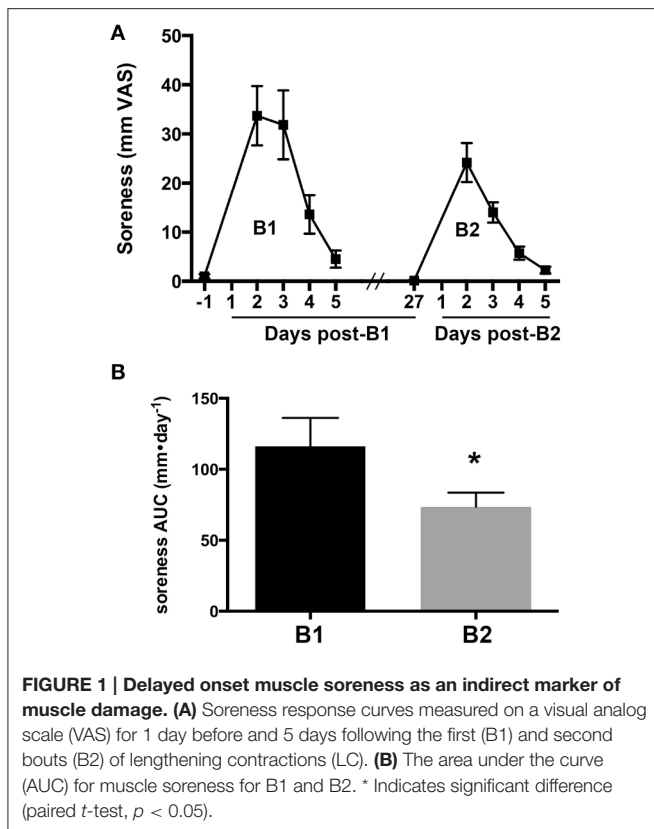 A
50
40
30
20
10
0
Soreness (mm VAS)
B1
B2
-1 1 2 3 4 5 27 1 2 3 4 5
Days post-B1 Days post-B2
B
150
100
50
0
soreness AUC (mm•day-1)
*
B1 B2
FIGURE 1 | Delayed onset muscle soreness as an indirect marker of
muscle damage. (A) Soreness response curves measured on a visual analog
scale (VAS) for 1 day before and 5 days following the first (B1) and second
bouts (B2) of lengthening contractions (LC). (B) The area under the curve
(AUC) for muscle soreness for B1 and B2. * Indicates significant difference
(paired t-test, p < 0.05).